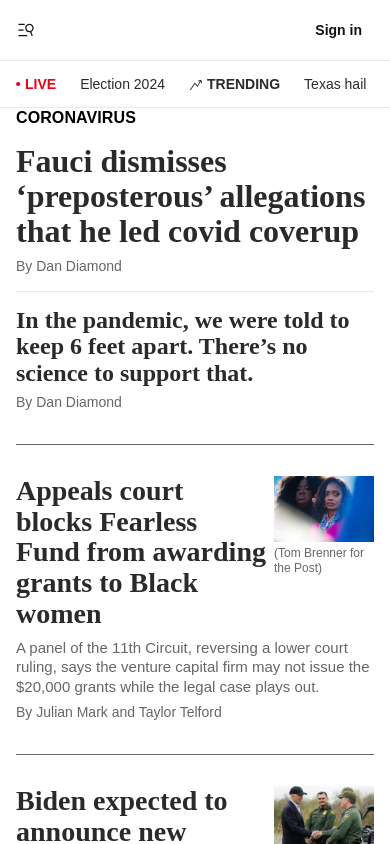 Sign in
LIVE
Election 2024
TRENDING
Texas hail
CORONAVIRUS
Fauci dismisses
‘preposterous’ allegations
that he led covid coverup
By Dan Diamond
In the pandemic, we were told to
keep 6 feet apart. There’s no
science to support that.
By Dan Diamond
Appeals court
blocks Fearless
Fund from awarding
grants to Black
women
(Tom Brenner for
the Post)
A panel of the 11th Circuit, reversing a lower court
ruling, says the venture capital firm may not issue the
$20,000 grants while the legal case plays out.
By Julian Mark and Taylor Telford
Biden expected to
announce new